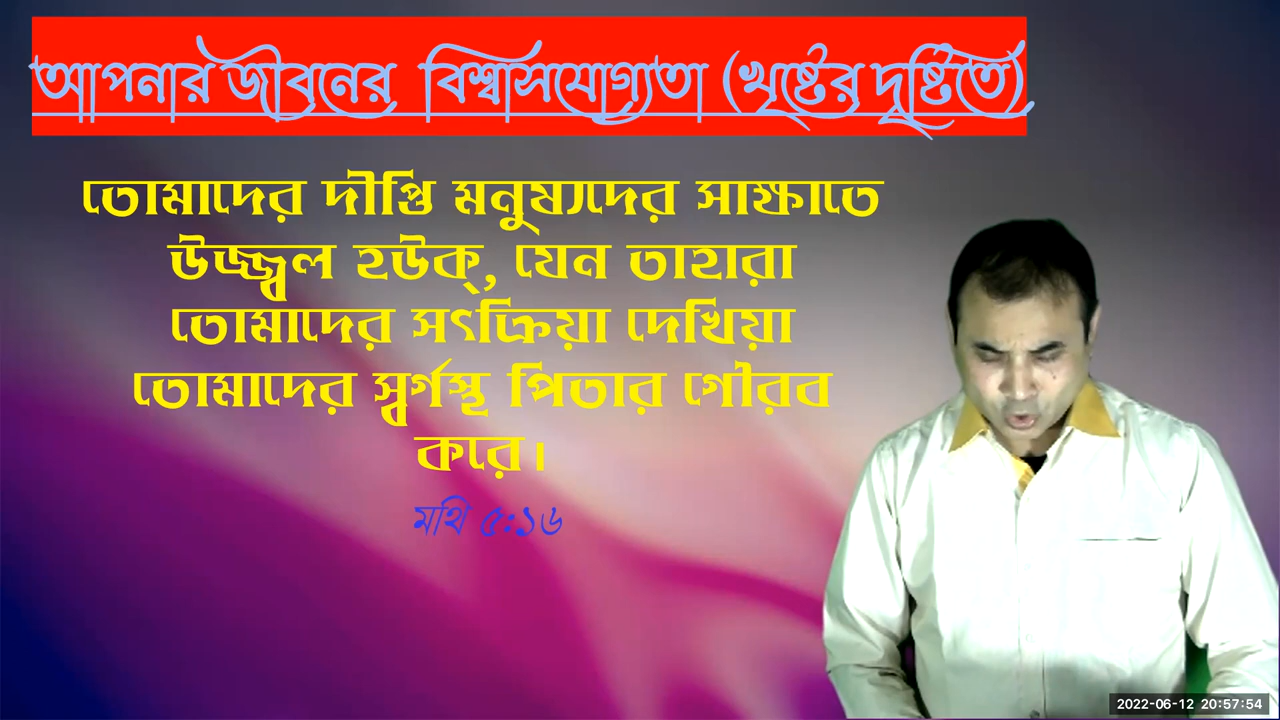 আপনার জীবনের বিশ্বাসযোগ্যতা (খৃষ্টের দৃষ্টিতে)
তোমাদের দীপ্তি মনুষ্যদের সাক্ষাতে
উজ্জ্বল হউক্, যেন তাহারা
তোমাদের সৎক্রিয়া দেখিয়া
তোমাদের স্বর্গস্থ পিতার গৌরব
করে।
মথি ৫:১৬
2022-06-12 20:57:54